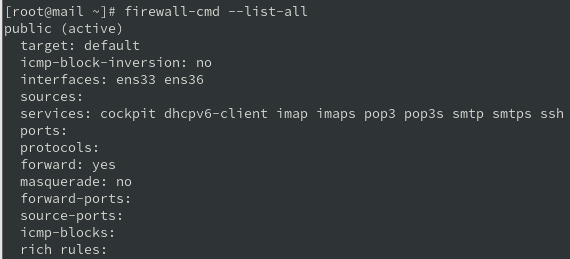 [root@mail ~]# firewall-cmd --list-all
public (active)
  target: default
  icmp-block-inversion: no
  interfaces: ens33 ens36
  sources:
  services: cockpit dhcpv6-client imap imaps pop3 pop3s smtp smtps ssh
  ports:
  protocols:
  forward: yes
  masquerade: no
  forward-ports:
  source-ports:
  icmp-blocks:
  rich rules: